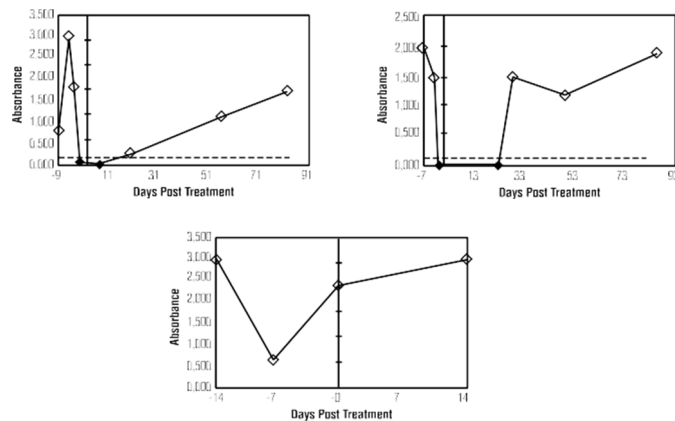 3.500
3.000
2.500
2.000
1.500
1.000
0.500
0.000
Absorbance
-9 11 31 51 71 91
Days Post Treatment
2,500
2,000
1,500
1,000
0,500
0,000
Absorbance
-7 13 33 53 73 93
Days Post Treatment
3,500
3,000
2,500
2,000
1,500
1,000
0,500
0,000
Absorbance
-14 -7 -0 7 14
Days Post Treatment